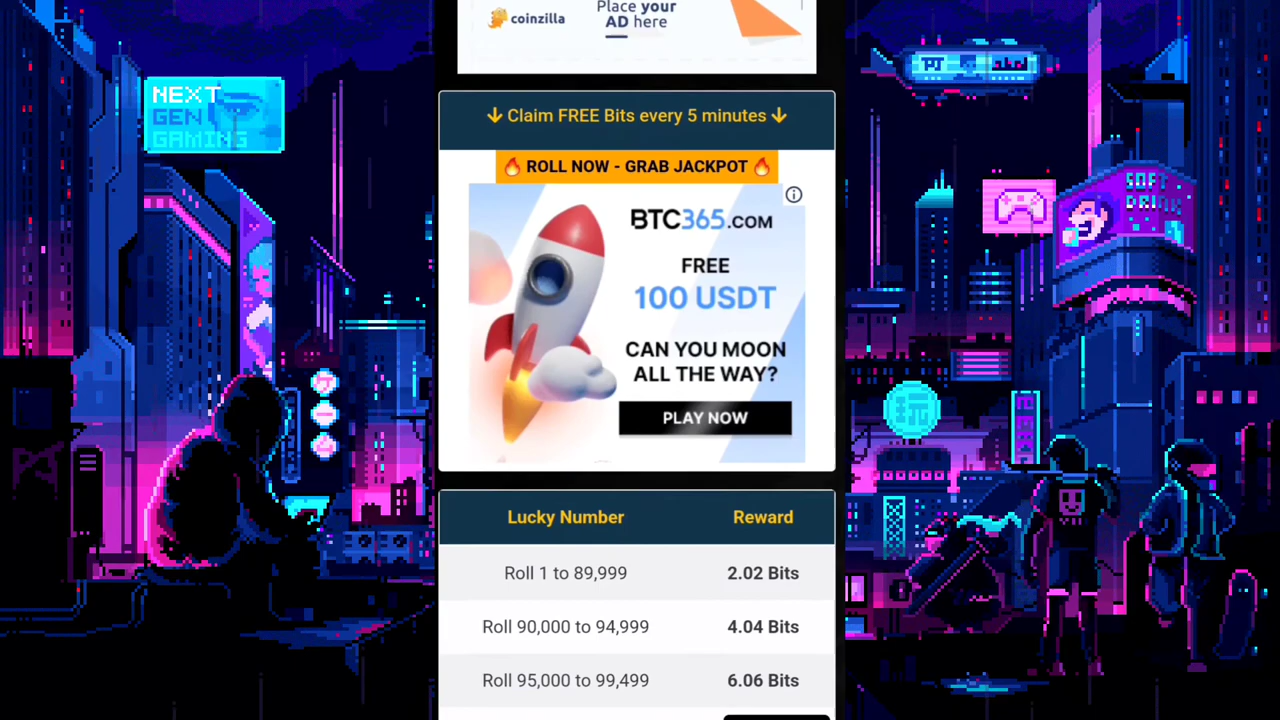 coinzilla
Place your
AD here
NEXT
GEN
GAMING
↓ Claim FREE Bits every 5 minutes ↓
🔥 ROLL NOW - GRAB JACKPOT 🔥
BTC365.COM
FREE
100 USDT
CAN YOU MOON
ALL THE WAY?
PLAY NOW
SOFT
DRINK
Lucky Number Reward
Roll 1 to 89,999 2.02 Bits
Roll 90,000 to 94,999 4.04 Bits
Roll 95,000 to 99,499 6.06 Bits